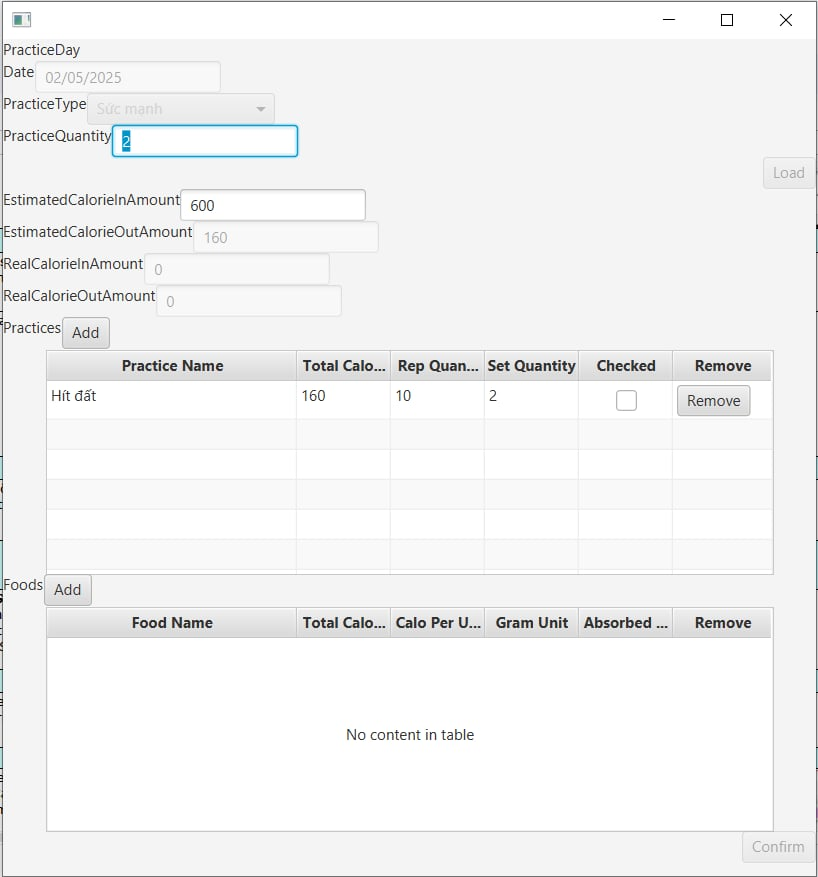 PracticeDay
Date 02/05/2025
PracticeType Sức mạnh
PracticeQuantity 2
Load
EstimatedCalorieInAmount 600
EstimatedCalorieOutAmount 160
RealCalorieInAmount 0
RealCalorieOutAmount 0
Practices Add
Practice Name Total Calo... Rep Quan... Set Quantity Checked Remove
Hít đất 160 10 2 Remove
Foods Add
Food Name Total Calo... Calo Per U... Gram Unit Absorbed ... Remove
No content in table
Confirm